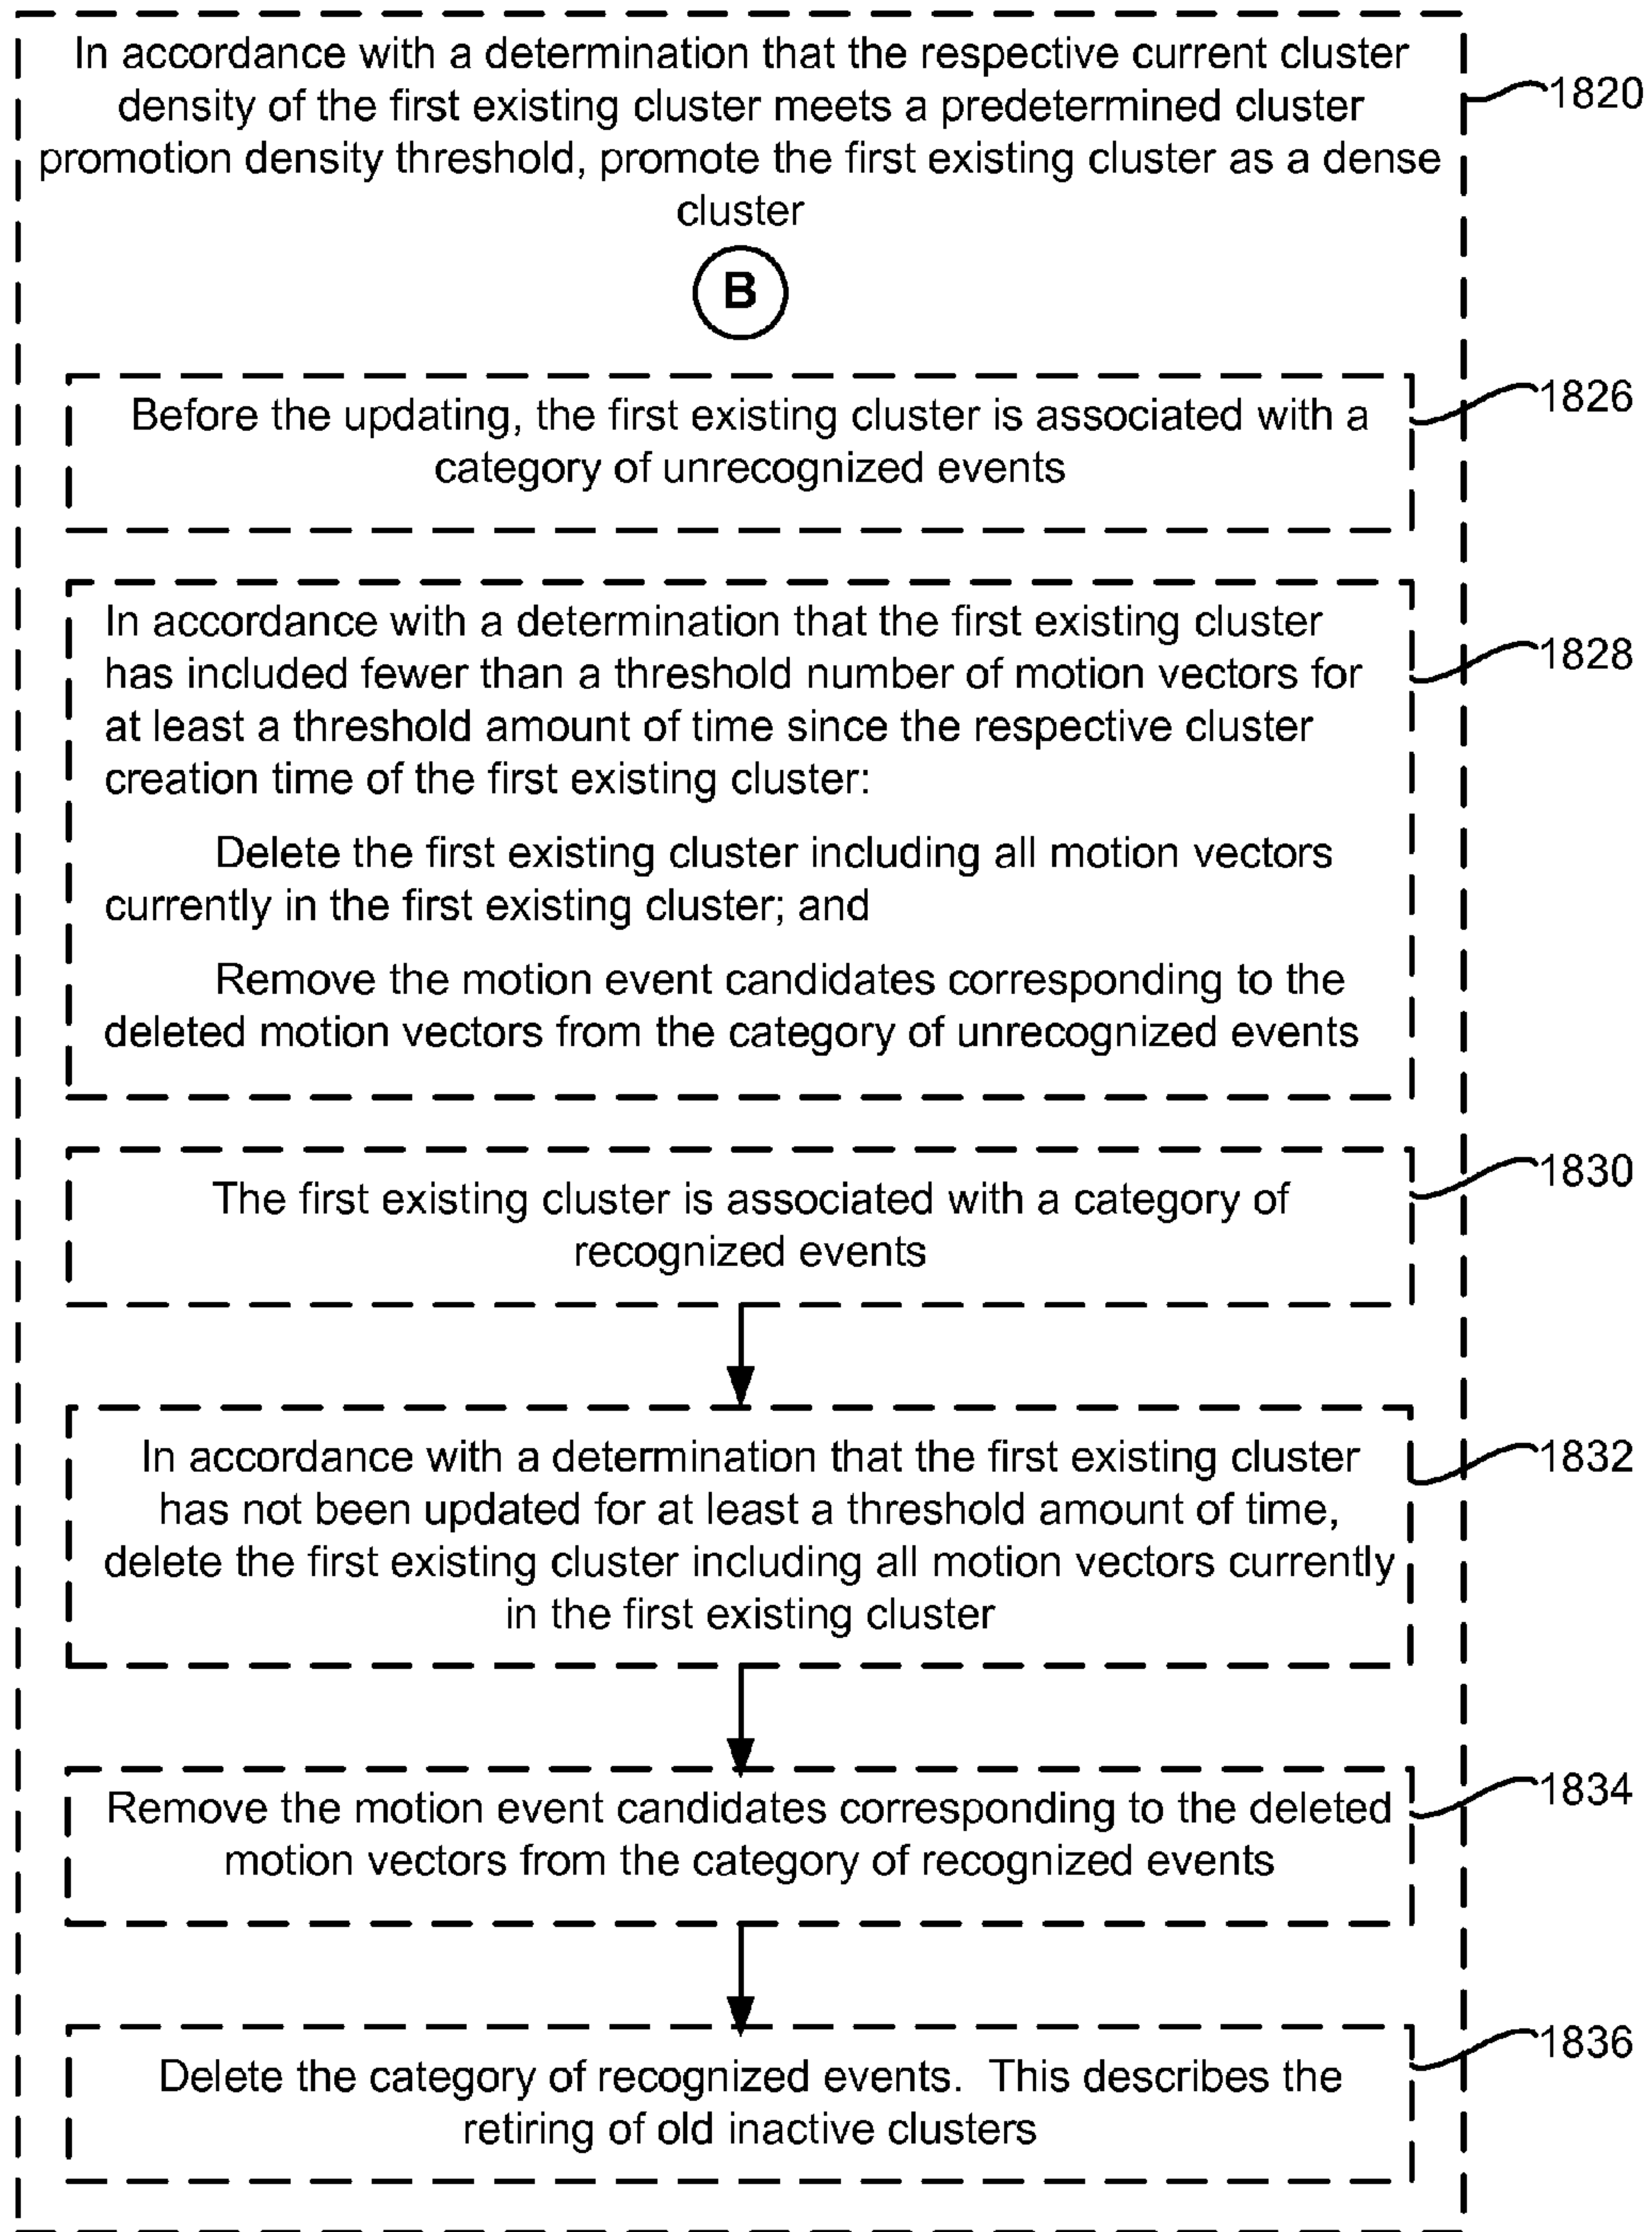 In accordance with a determination that the respective current cluster
density of the first existing cluster meets a predetermined cluster
promotion density threshold, promote the first existing cluster as a dense
cluster
1820
B
Before the updating, the first existing cluster is associated with a
category of unrecognized events
1826
In accordance with a determination that the first existing cluster
has included fewer than a threshold number of motion vectors for
at least a threshold amount of time since the respective cluster
creation time of the first existing cluster:
Delete the first existing cluster including all motion vectors
currently in the first existing cluster; and
Remove the motion event candidates corresponding to the
deleted motion vectors from the category of unrecognized events
1828
The first existing cluster is associated with a category of
recognized events
1830
In accordance with a determination that the first existing cluster
has not been updated for at least a threshold amount of time,
delete the first existing cluster including all motion vectors currently
in the first existing cluster
1832
Remove the motion event candidates corresponding to the deleted
motion vectors from the category of recognized events
1834
Delete the category of recognized events.  This describes the
retiring of old inactive clusters
1836